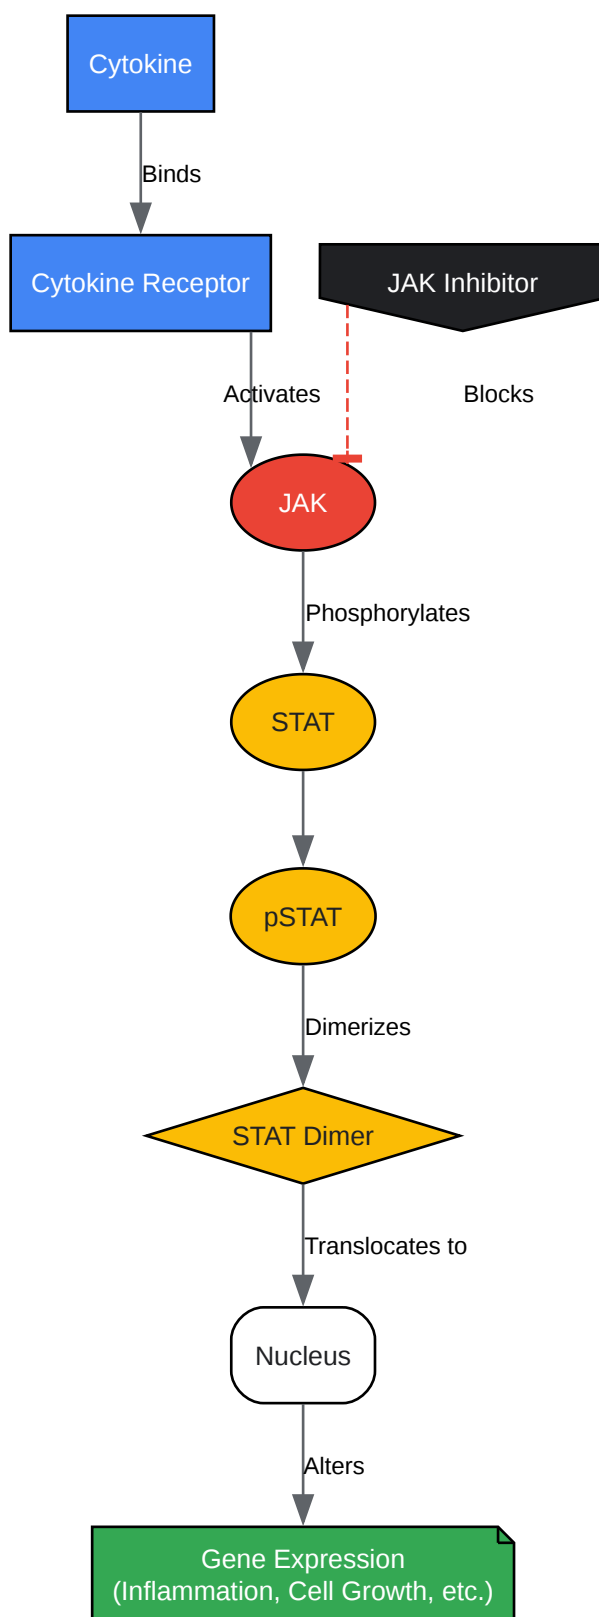 Cytokine
Binds
Cytokine Receptor
JAK Inhibitor
Activates
Blocks
JAK
Phosphorylates
STAT
pSTAT
Dimerizes
STAT Dimer
Translocates to
Nucleus
Alters
Gene Expression
(Inflammation, Cell Growth, etc.)